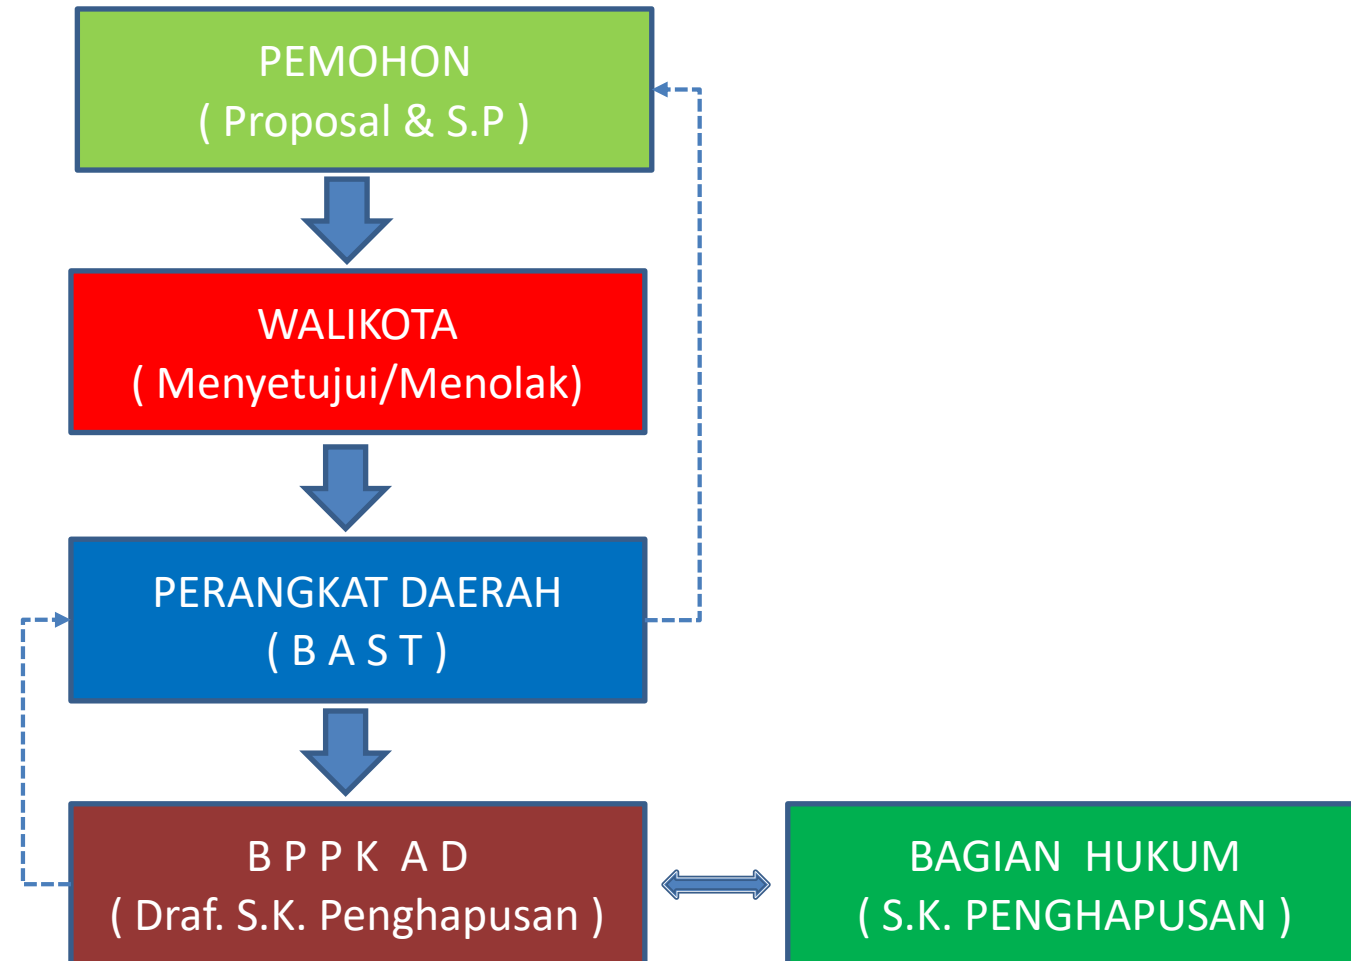 PEMOHON
( Proposal & S.P )
WALIKOTA
( Menyetujui/Menolak)
PERANGKAT DAERAH
( B A S T )
B P P K  A D
( Draf. S.K. Penghapusan )
BAGIAN  HUKUM
( S.K. PENGHAPUSAN )